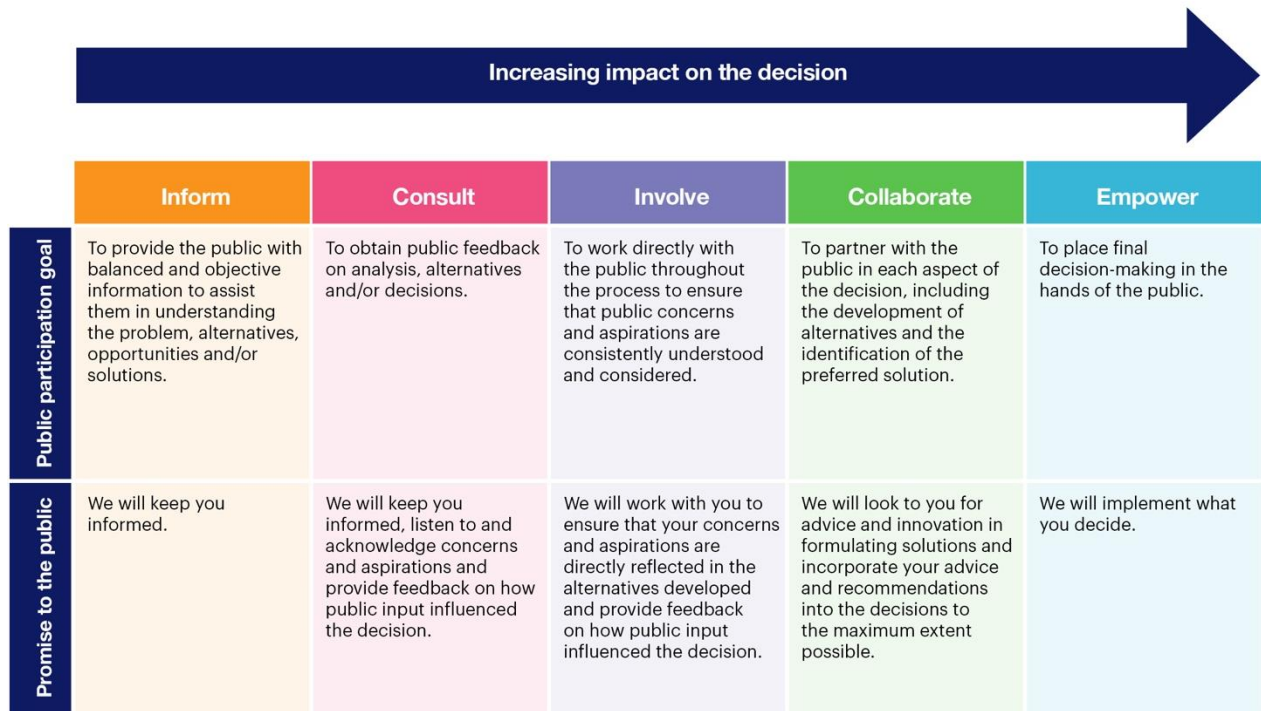 Increasing impact on the decision
Inform
Consult
Involve
Collaborate
Empower
Public participation goal
To provide the public with
balanced and objective
information to assist
them in understanding
the problem, alternatives,
opportunities and/or
solutions.
To obtain public feedback
on analysis, alternatives
and/or decisions.
To work directly with
the public throughout
the process to ensure
that public concerns
and aspirations are
consistently understood
and considered.
To partner with the
public in each aspect of
the decision, including
the development of
alternatives and the
identification of the
preferred solution.
To place final
decision-making in the
hands of the public.
Promise to the public
We will keep you
informed.
We will keep you
informed, listen to and
acknowledge concerns
and aspirations and
provide feedback on how
public input influenced
the decision.
We will work with you to
ensure that your concerns
and aspirations are
directly reflected in the
alternatives developed
and provide feedback
on how public input
influenced the decision.
We will look to you for
advice and innovation in
formulating solutions and
incorporate your advice
and recommendations
into the decisions to
the maximum extent
possible.
We will implement what
you decide.